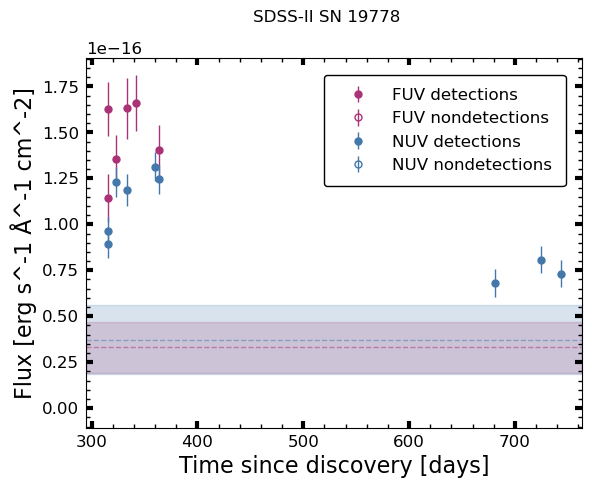 SDSS-II SN 19778
1e−16
FUV detections
FUV nondetections
NUV detections
NUV nondetections
1.75
1.50
1.25
1.00
0.75
0.50
0.25
0.00
Flux [erg s^-1 Å^-1 cm^-2]
300 400 500 600 700
Time since discovery [days]